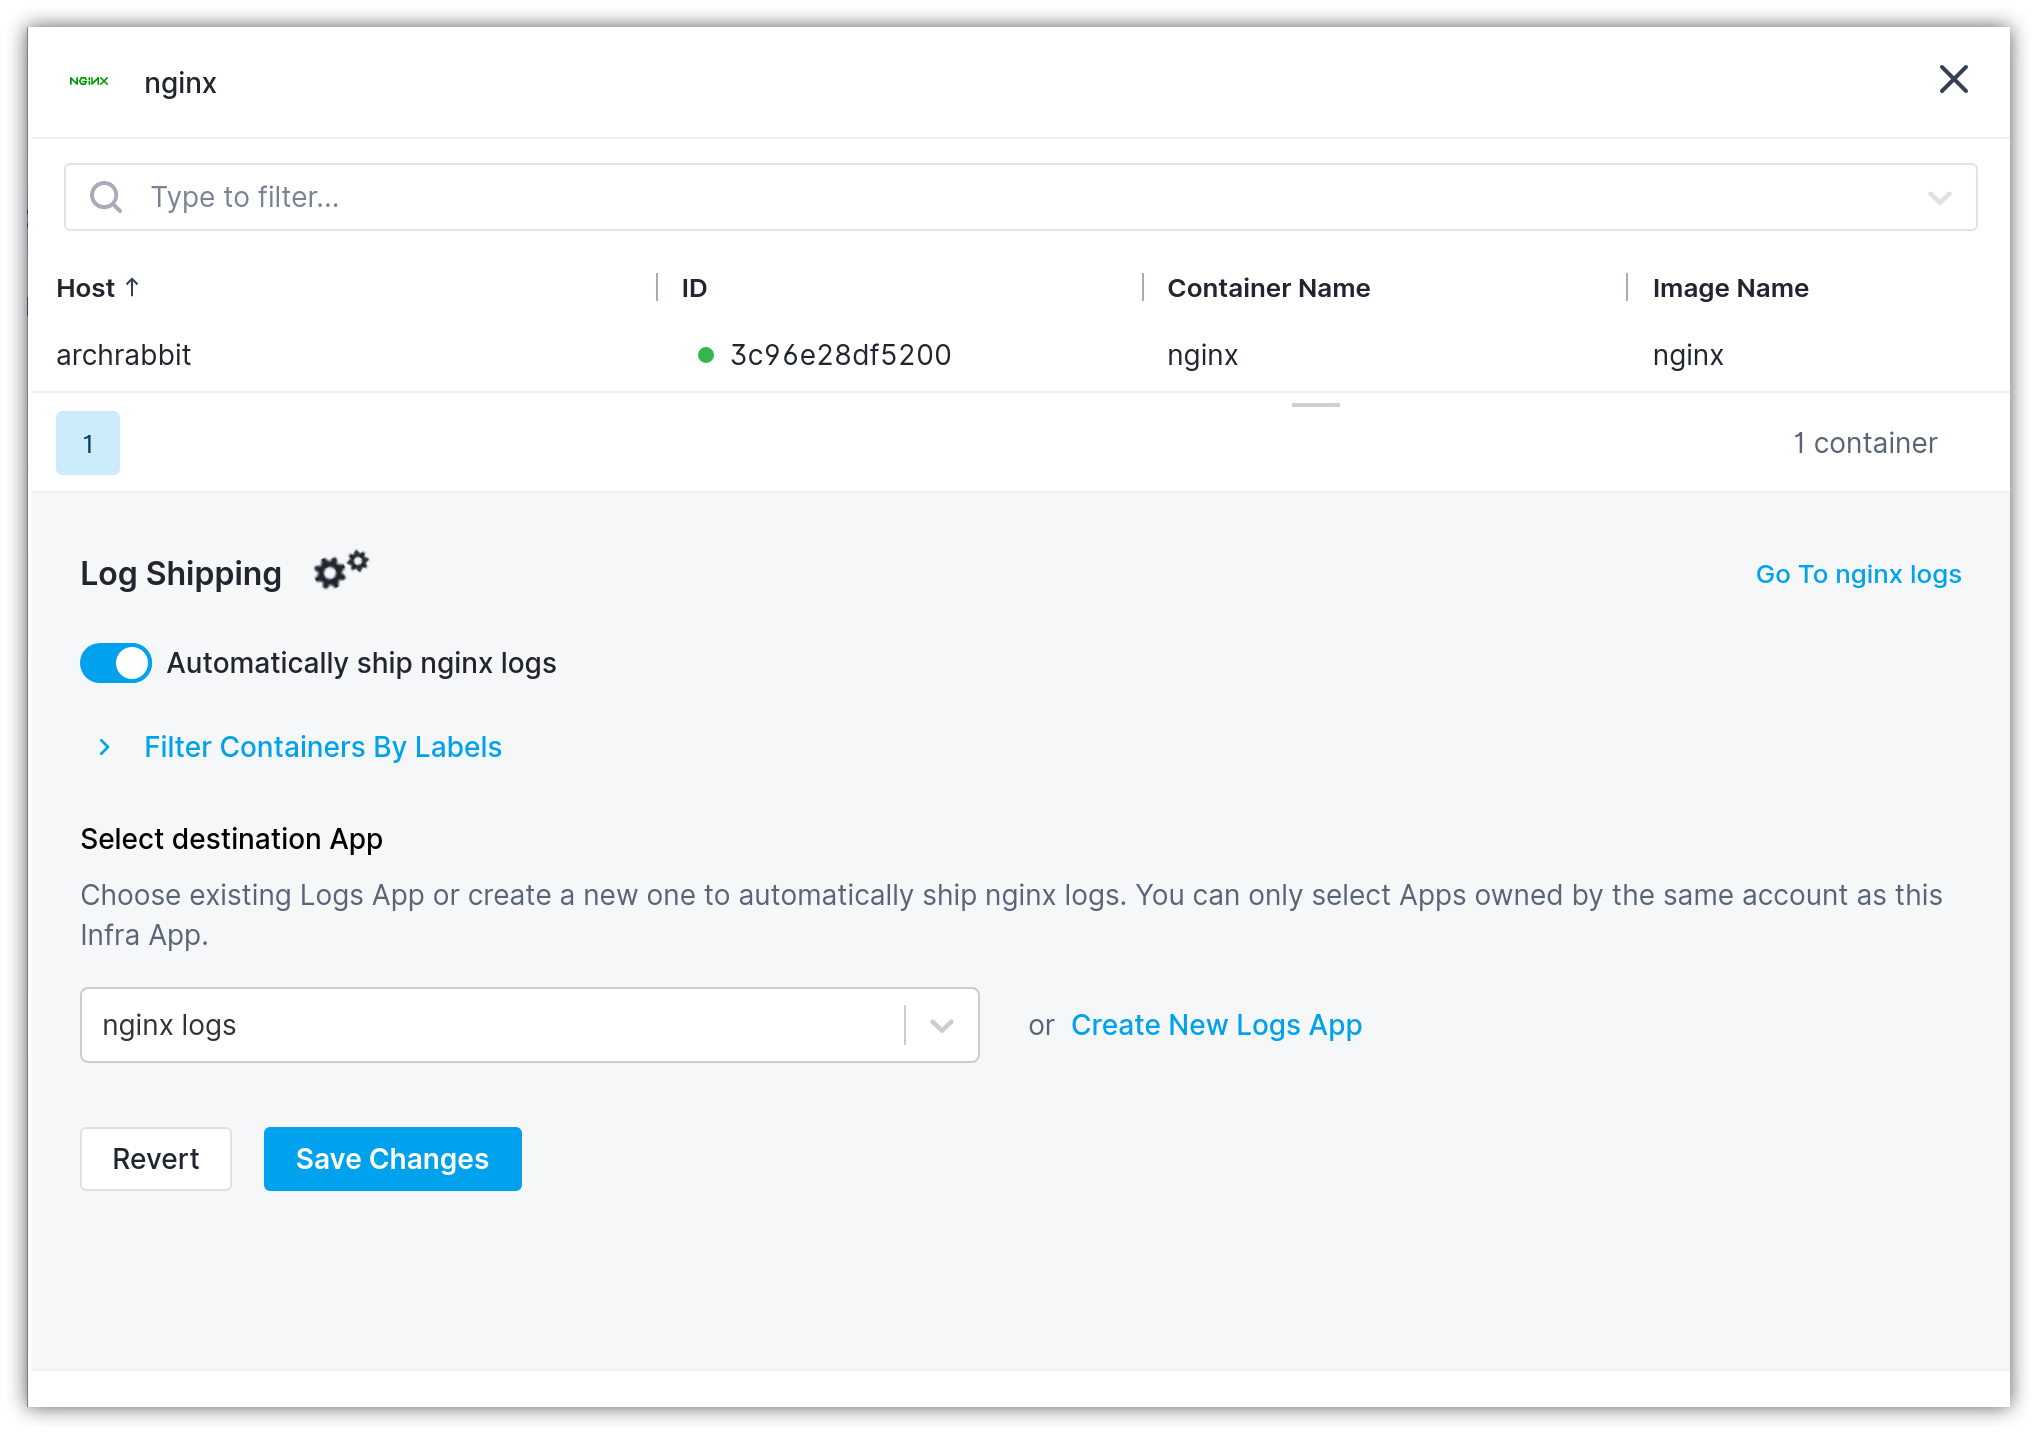 NGINX nginx
Type to filter...
Host ↑ ID Container Name Image Name
archrabbit 3c96e28df5200 nginx nginx
1 1 container
Log Shipping Go To nginx logs
Automatically ship nginx logs
Filter Containers By Labels
Select destination App
Choose existing Logs App or create a new one to automatically ship nginx logs. You can only select Apps owned by the same account as this
Infra App.
nginx logs or Create New Logs App
Revert Save Changes